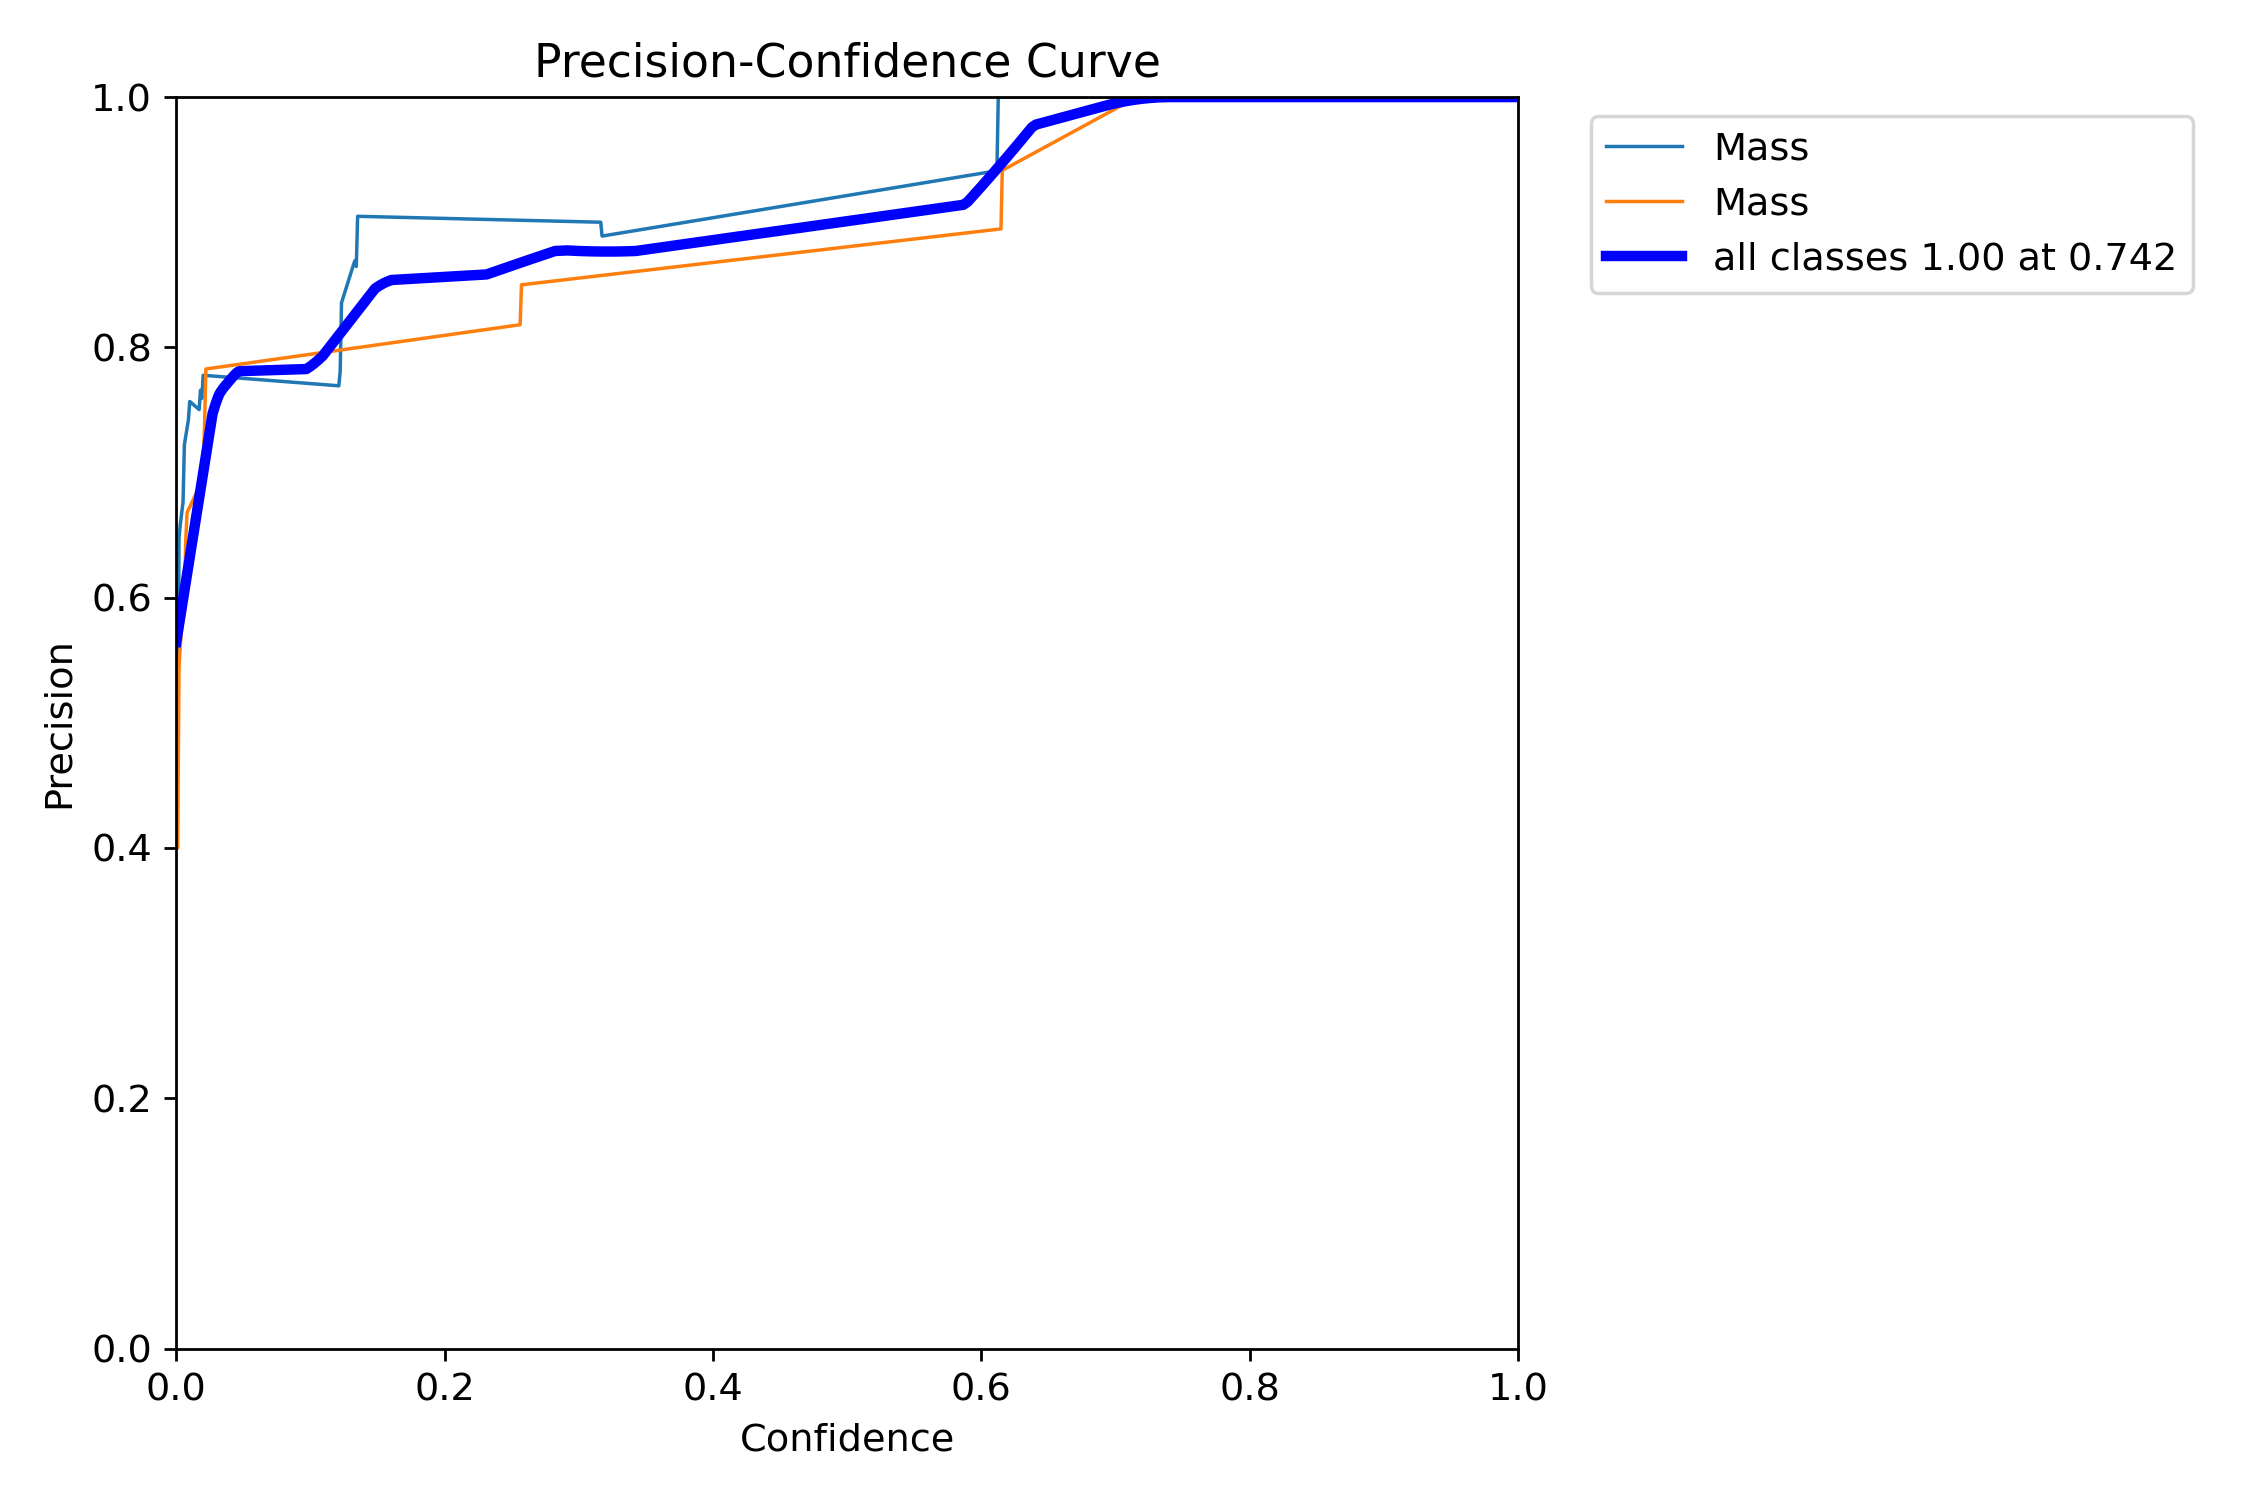 Precision-Confidence Curve
1.0
0.8
0.6
0.4
0.2
0.0
Precision
0.0 0.2 0.4 0.6 0.8 1.0
Confidence
Mass
Mass
all classes 1.00 at 0.742